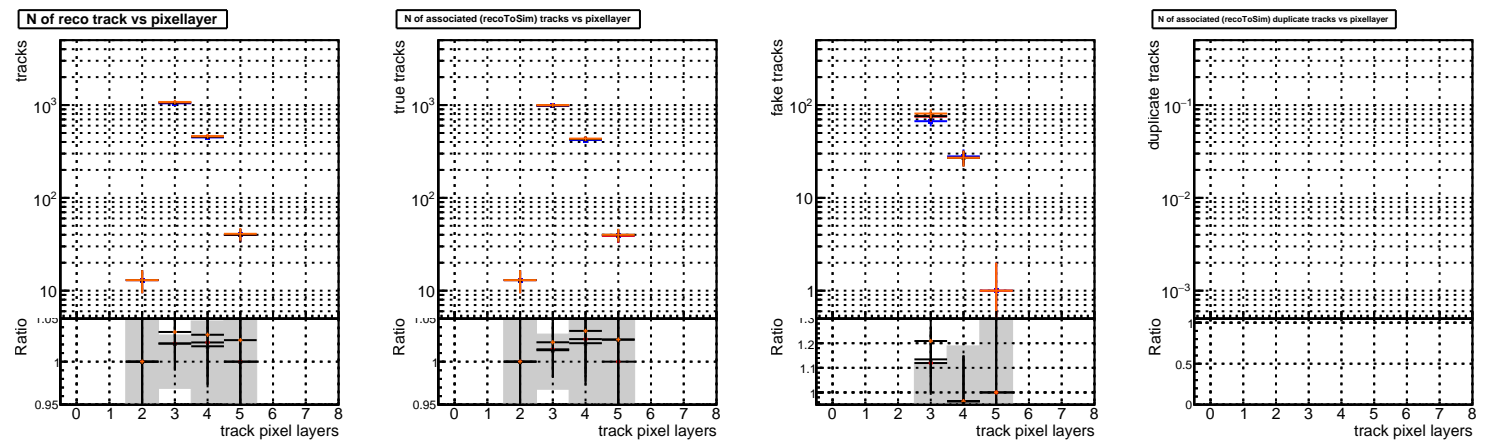 N of reco track vs pixellayer
tracks
10³
10²
10
Ratio
1.05
1
0.95
0 1 2 3 4 5 6 7 8
track pixel layers
N of associated (recoToSim) tracks vs pixellayer
true tracks
10³
10²
10
Ratio
1.05
1
0.95
0 1 2 3 4 5 6 7 8
track pixel layers
fake tracks
10²
10
1
Ratio
1.3
1.2
1.1
1
0 1 2 3 4 5 6 7 8
track pixel layers
N of associated (recoToSim) duplicate tracks vs pixellayer
duplicate tracks
10⁻¹
10⁻²
10⁻³
Ratio
1
0.5
0
0 1 2 3 4 5 6 7 8
track pixel layers